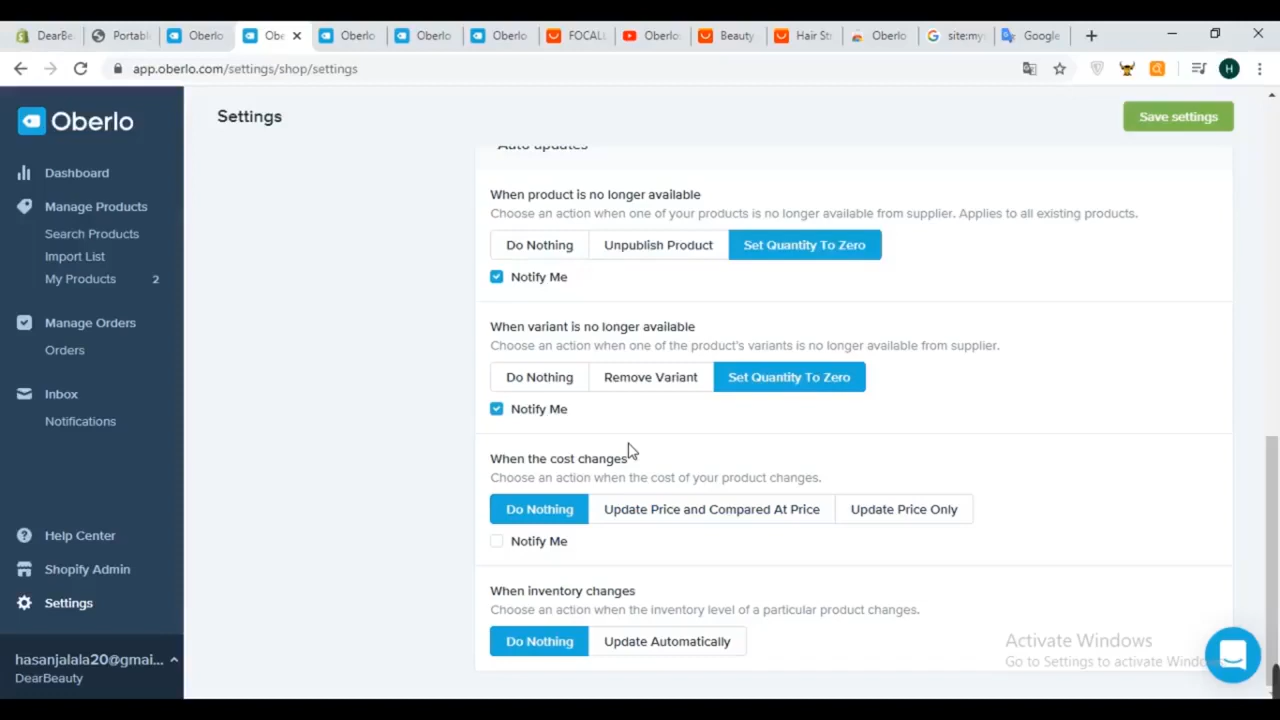 DearBe
Portabl
Oberlo
Obe
Oberlo
Oberlo
Oberlo
FOCALL
Oberlo
Beauty
Hair St
Oberlo
site:my
Google
app.oberlo.com/settings/shop/settings
H
Oberlo
Settings
Save settings
Dashboard
Manage Products
Search Products
Import List
My Products 2
Manage Orders
Orders
Inbox
Notifications
Help Center
Shopify Admin
Settings
hasanjalala20@gmai...
DearBeauty
Auto updates
When product is no longer available
Choose an action when one of your products is no longer available from supplier. Applies to all existing products.
Do Nothing Unpublish Product Set Quantity To Zero
Notify Me
When variant is no longer available
Choose an action when one of the product's variants is no longer available from supplier.
Do Nothing Remove Variant Set Quantity To Zero
Notify Me
When the cost changes
Choose an action when the cost of your product changes.
Do Nothing Update Price and Compared At Price Update Price Only
Notify Me
When inventory changes
Choose an action when the inventory level of a particular product changes.
Do Nothing Update Automatically
Activate Windows
Go to Settings to activate Windo